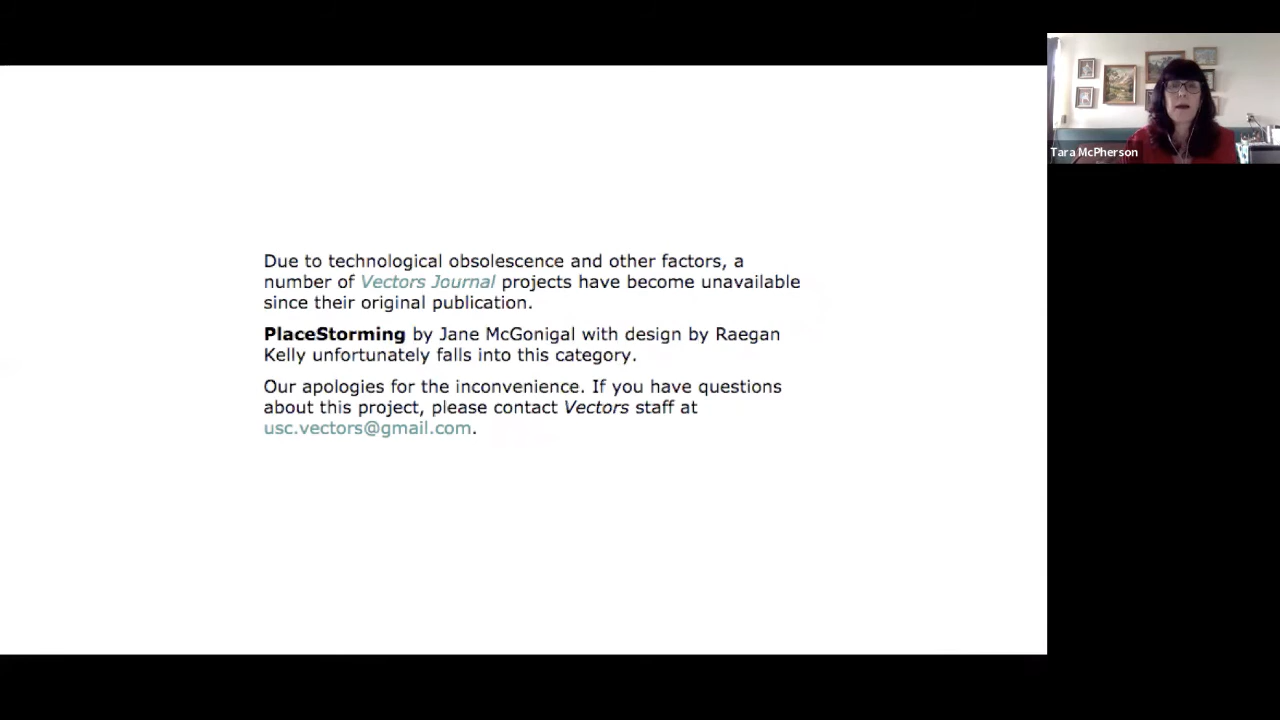 Due to technological obsolescence and other factors, a
number of Vectors Journal projects have become unavailable
since their original publication.
PlaceStorming by Jane McGonigal with design by Raegan
Kelly unfortunately falls into this category.
Our apologies for the inconvenience. If you have questions
about this project, please contact Vectors staff at
usc.vectors@gmail.com.
Tara McPherson